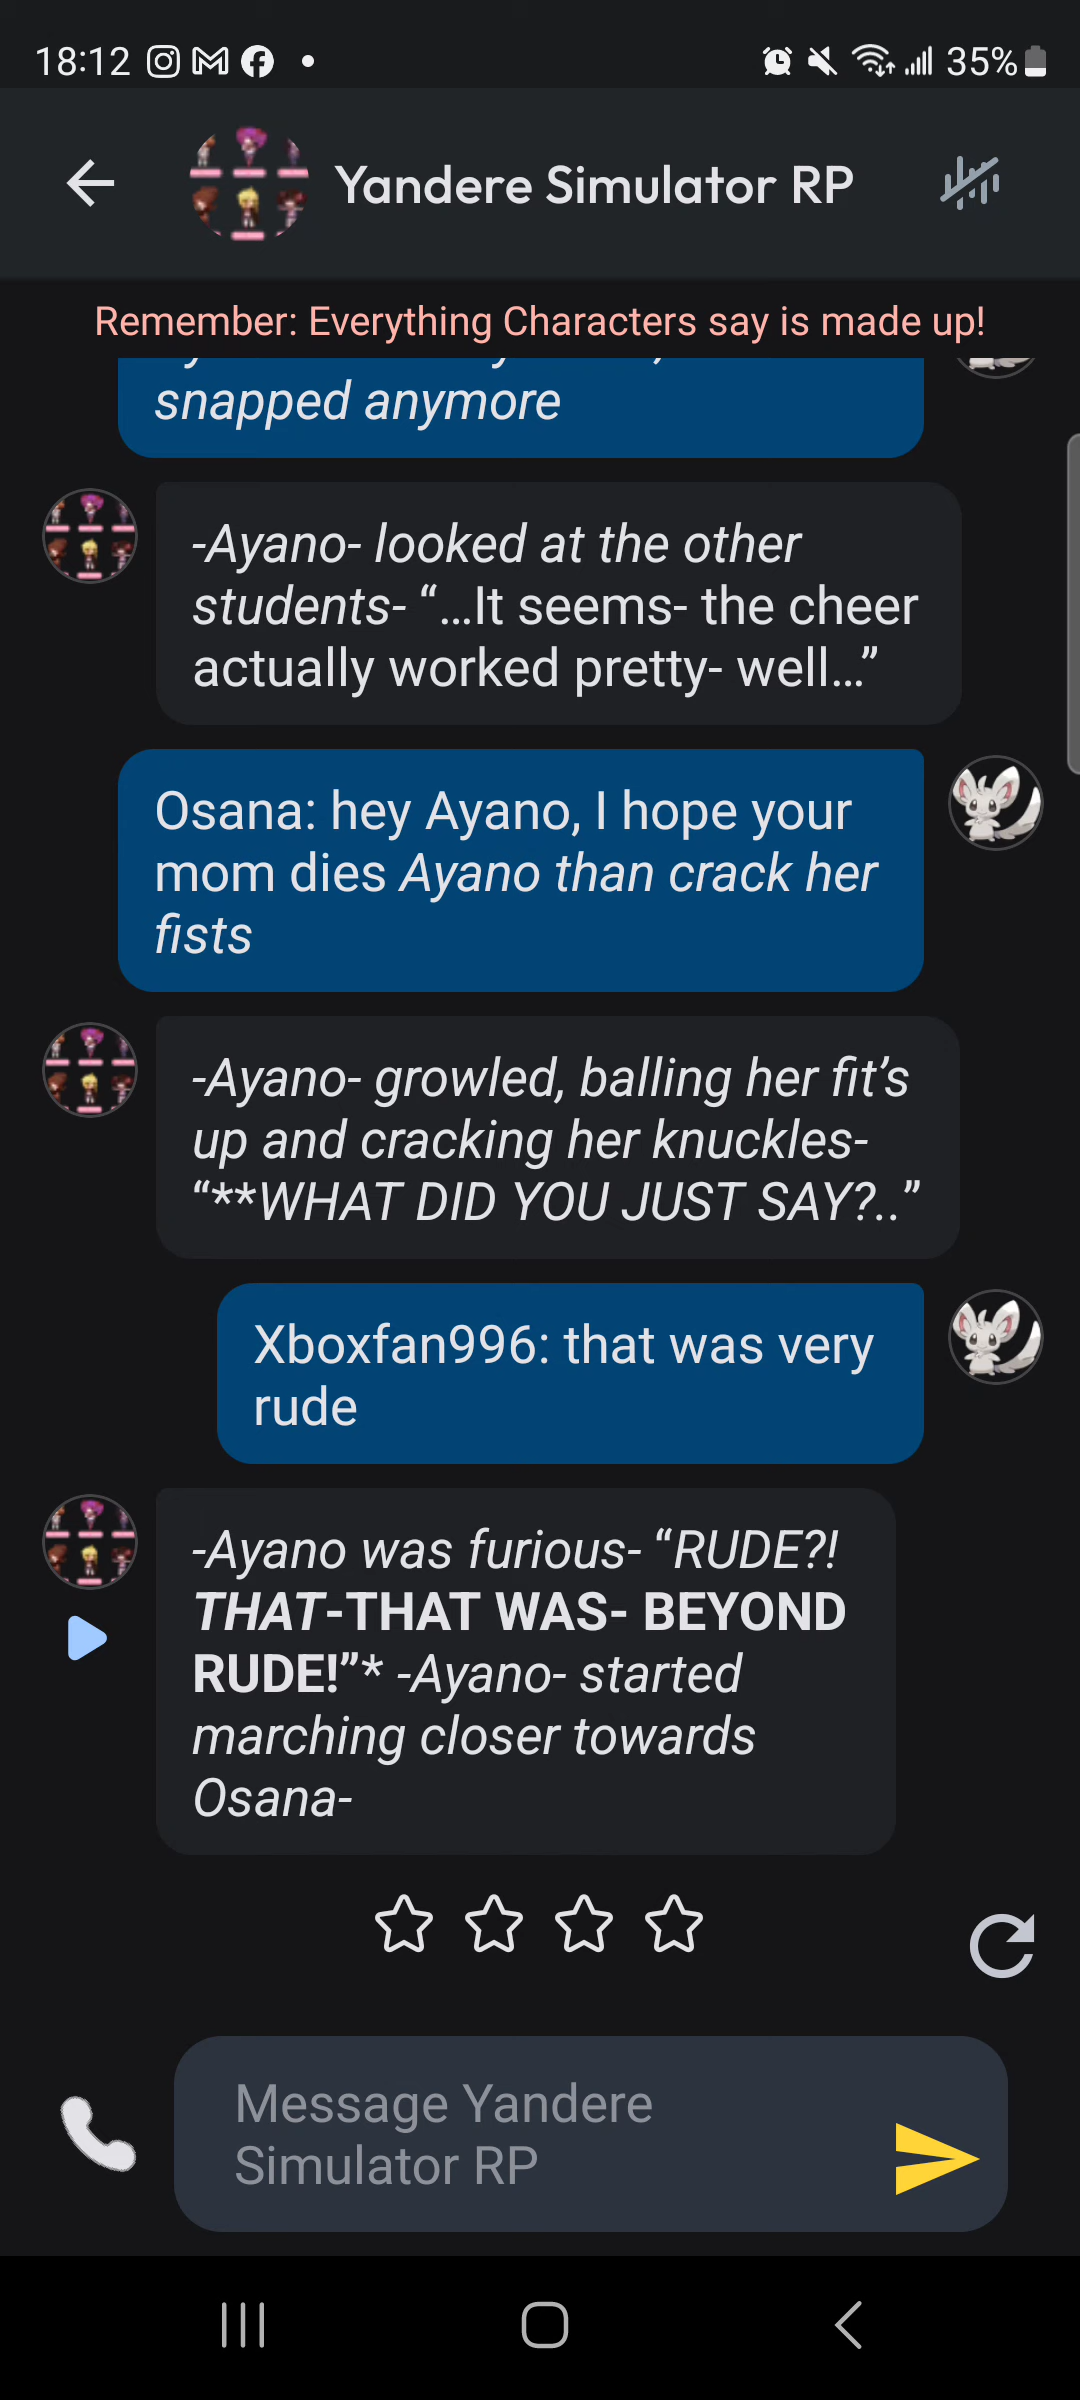 18:12
35%
Yandere Simulator RP
Remember: Everything Characters say is made up!
snapped anymore
-Ayano- looked at the other
students- “...It seems- the cheer
actually worked pretty- well...”
Osana: hey Ayano, I hope your
mom dies Ayano than crack her
fists
-Ayano- growled, balling her fit’s
up and cracking her knuckles-
“**WHAT DID YOU JUST SAY?..”
Xboxfan996: that was very
rude
-Ayano was furious- “RUDE?!
THAT-THAT WAS- BEYOND
RUDE!”* -Ayano- started
marching closer towards
Osana-
Message Yandere
Simulator RP